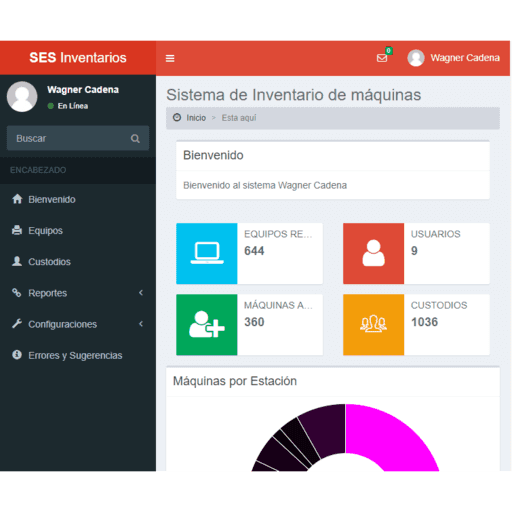 SES Inventarios
0
Wagner Cadena
Wagner Cadena
En Línea
Buscar
ENCABEZADO
Bienvenido
Equipos
Custodios
Reportes
Configuraciones
Errores y Sugerencias
Sistema de Inventario de máquinas
Inicio > Esta aquí
Bienvenido
Bienvenido al sistema Wagner Cadena
EQUIPOS RE...
644
USUARIOS
9
MÁQUINAS A...
360
CUSTODIOS
1036
Máquinas por Estación